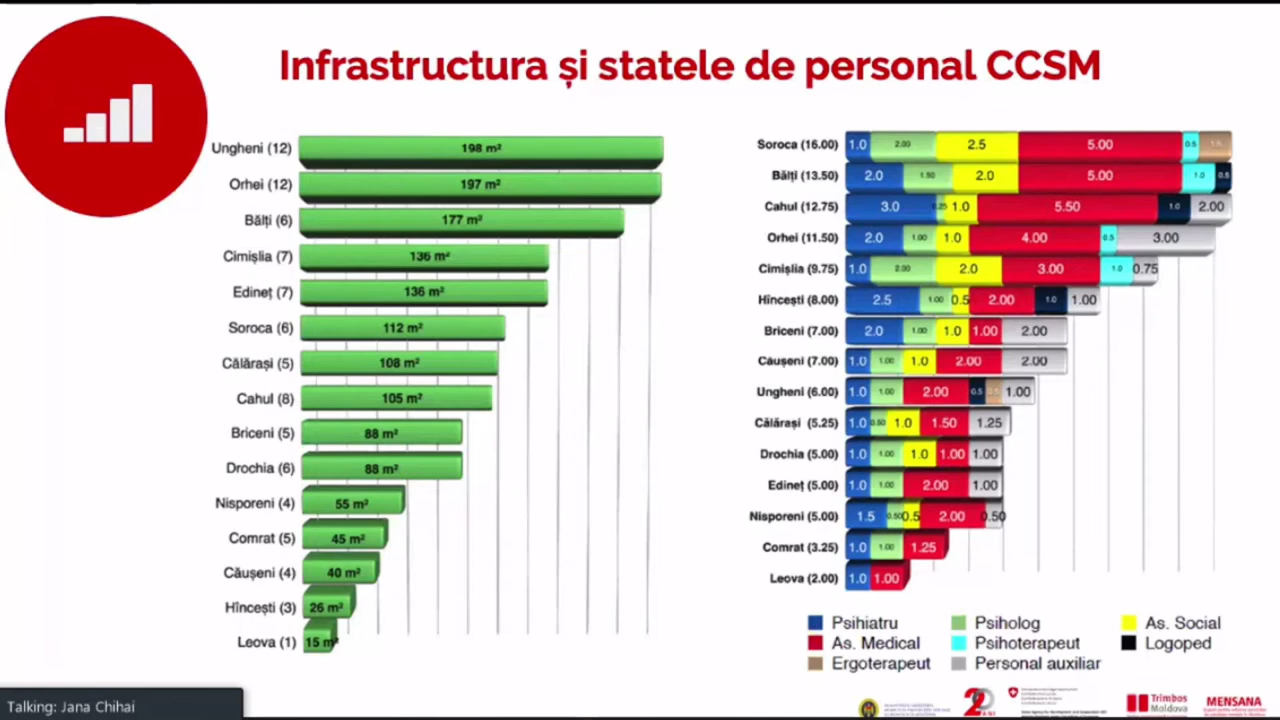 Infrastructura și statele de personal CCSM
Ungheni (12) 198 m²
Orhei (12) 197 m²
Bălți (6) 177 m²
Cimișlia (7) 136 m²
Edineț (7) 136 m²
Soroca (6) 112 m²
Călărași (5) 108 m²
Cahul (8) 105 m²
Briceni (5) 88 m²
Drochia (6) 88 m²
Nisporeni (4) 55 m²
Comrat (5) 45 m²
Căușeni (4) 40 m²
Hîncești (3) 26 m²
Leova (1) 15 m²
Soroca (16.00) 1.0 2.00 2.5 5.00 0.5
Bălți (13.50) 2.0 1.50 2.0 5.00 1.0 0.5
Cahul (12.75) 3.0 0.25 1.0 5.50 1.0 2.00
Orhei (11.50) 2.0 1.00 1.0 4.00 0.5 3.00
Cimișlia (9.75) 1.0 2.00 2.0 3.00 1.0 0.75
Hîncești (8.00) 2.5 1.00 0.5 2.00 1.0 1.00
Briceni (7.00) 2.0 1.00 1.0 1.00 2.00
Căușeni (7.00) 1.0 1.00 1.0 2.00 2.00
Ungheni (6.00) 1.0 1.00 2.00 0.5 0.5 1.00
Călărași (5.25) 1.0 0.50 1.0 1.50 1.25
Drochia (5.00) 1.0 1.00 1.0 1.00 1.00
Edineț (5.00) 1.0 1.00 2.00 1.00
Nisporeni (5.00) 1.5 0.50 0.5 2.00 0.50
Comrat (3.25) 1.0 1.00 1.25
Leova (2.00) 1.0 1.00
Psihiatru Psiholog As. Social
As. Medical Psihoterapeut Logoped
Ergoterapeut Personal auxiliar
Talking: Jana Chihai
Trimbos
Moldova
MENSANA